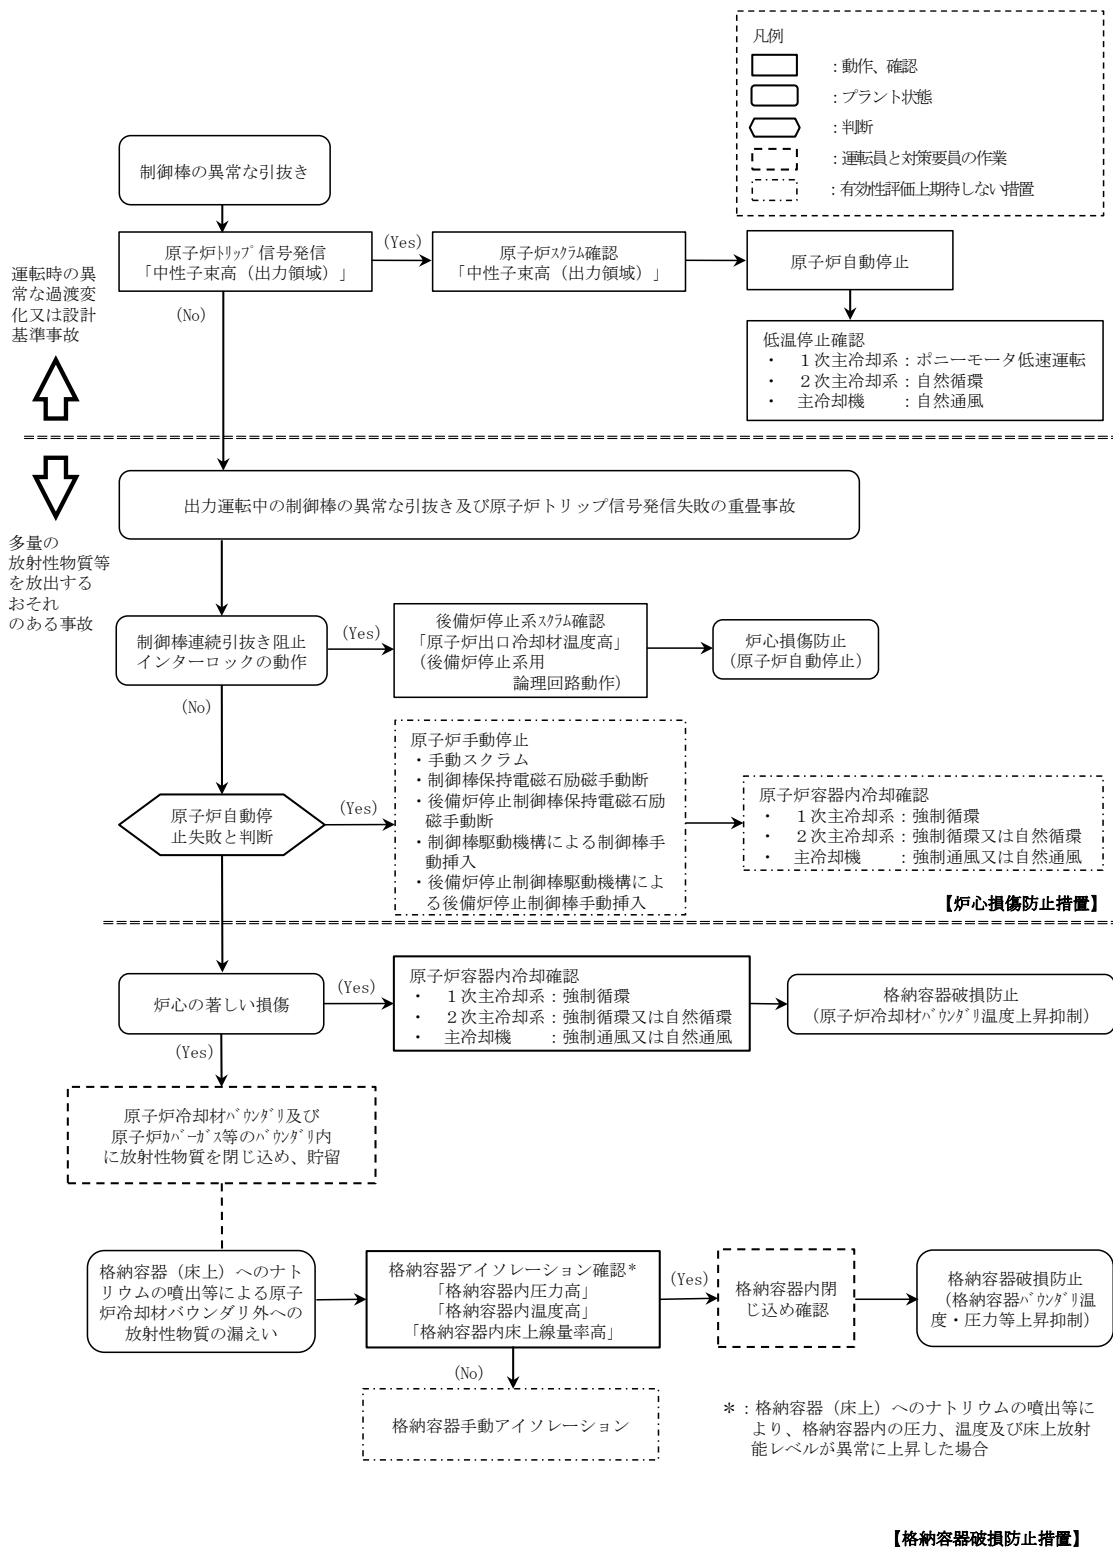 凡例
：動作、確認
：プラント状態
：判断
：運転員と対策要員の作業
：有効性評価上期待しない措置
制御棒の異常な引抜き
原子炉ﾄﾘｯﾌﾟ信号発信
「中性子束高（出力領域）」
(Yes)
原子炉ｽｸﾗﾑ確認
「中性子束高（出力領域）」
原子炉自動停止
運転時の異
常な過渡変
化又は設計
基準事故
(No)
低温停止確認
・　１次主冷却系：ポニーモータ低速運転
・　２次主冷却系：自然循環
・　主冷却機　　：自然通風
出力運転中の制御棒の異常な引抜き及び原子炉トリップ信号発信失敗の重畳事故
多量の
放射性物質等
を放出する
おそれ
のある事故
制御棒連続引抜き阻止
インターロックの動作
(Yes)
後備炉停止系ｽｸﾗﾑ確認
「原子炉出口冷却材温度高」
（後備炉停止系用
論理回路動作）
炉心損傷防止
（原子炉自動停止）
(No)
原子炉手動停止
・手動スクラム
・制御棒保持電磁石励磁手動断
・後備炉停止制御棒保持電磁石励
磁手動断
・制御棒駆動機構による制御棒手
動挿入
・後備炉停止制御棒駆動機構によ
る後備炉停止制御棒手動挿入
原子炉自動停
止失敗と判断
(Yes)
原子炉容器内冷却確認
・　１次主冷却系：強制循環
・　２次主冷却系：強制循環又は自然循環
・　主冷却機　　：強制通風又は自然通風
【炉心損傷防止措置】
炉心の著しい損傷
(Yes)
原子炉容器内冷却確認
・　１次主冷却系：強制循環
・　２次主冷却系：強制循環又は自然循環
・　主冷却機　　：強制通風又は自然通風
格納容器破損防止
（原子炉冷却材ﾊﾞｳﾝﾀﾞﾘ温度上昇抑制）
(Yes)
原子炉冷却材ﾊﾞｳﾝﾀﾞﾘ及び
原子炉ｶﾊﾞｰｶﾞｽ等のﾊﾞｳﾝﾀﾞﾘ内
に放射性物質を閉じ込め、貯留
格納容器（床上）へのナト
リウムの噴出等による原子
炉冷却材バウンダリ外への
放射性物質の漏えい
格納容器アイソレーション確認＊
「格納容器内圧力高」
「格納容器内温度高」
「格納容器内床上線量率高」
(Yes)
格納容器内閉
じ込め確認
格納容器破損防止
（格納容器ﾊﾞｳﾝﾀﾞﾘ温
度・圧力等上昇抑制）
(No)
格納容器手動アイソレーション
＊：格納容器（床上）へのナトリウムの噴出等に
より、格納容器内の圧力、温度及び床上放射
能レベルが異常に上昇した場合
【格納容器破損防止措置】